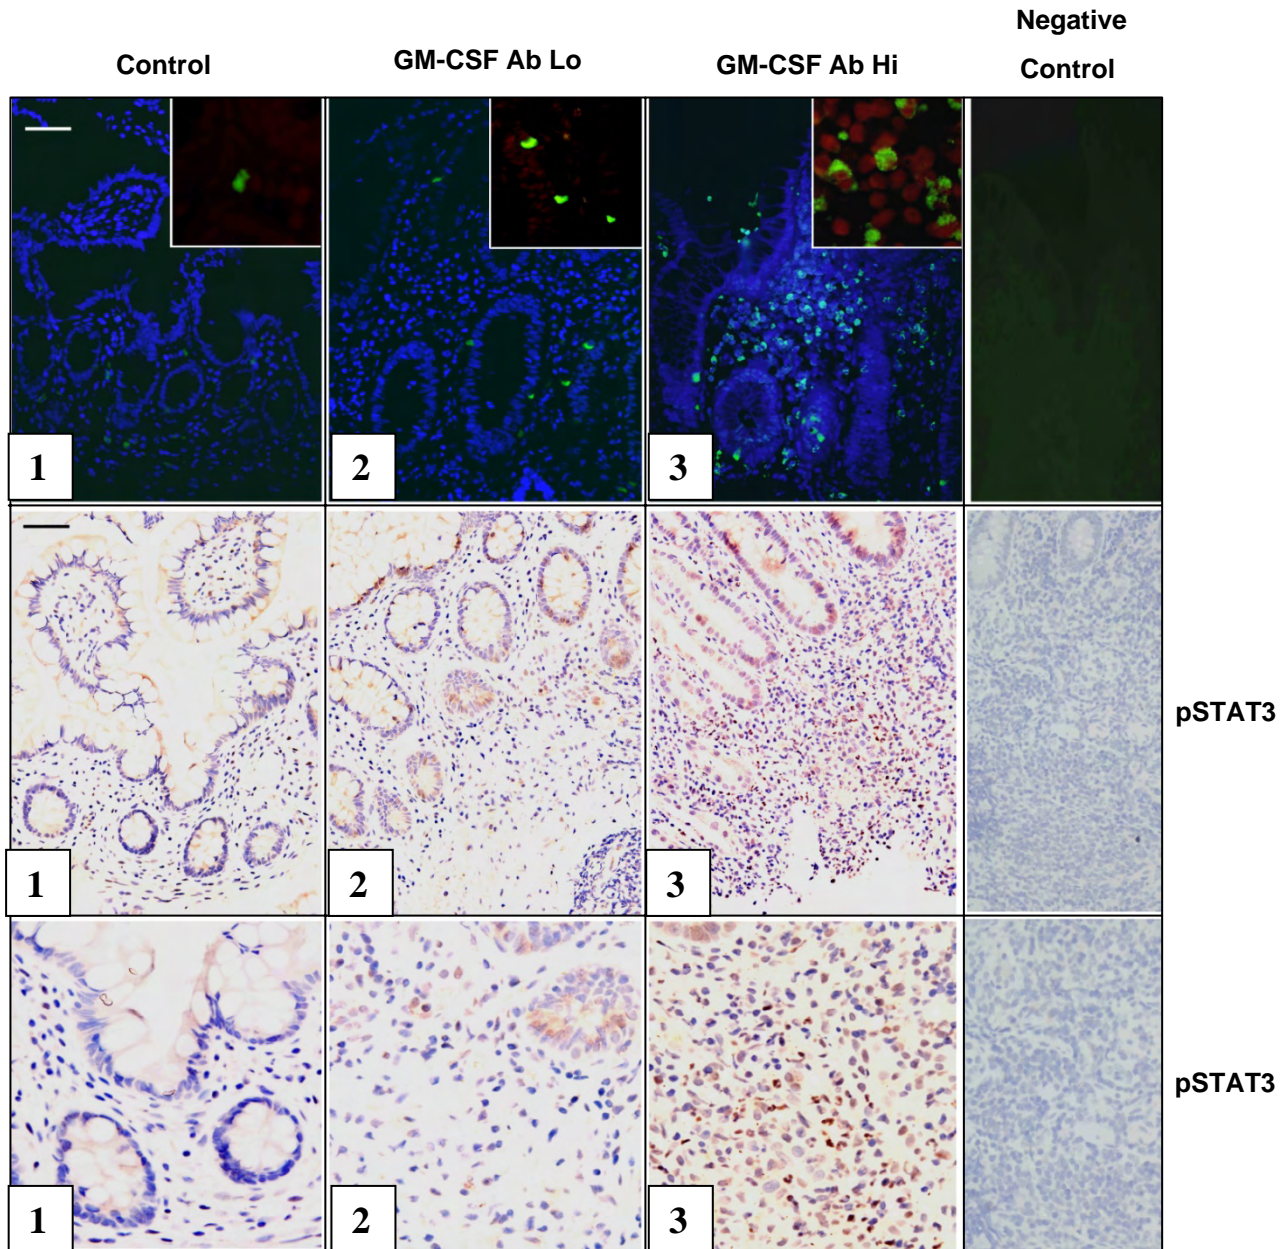 Negative
Control
Control
GM-CSF Ab Lo
GM-CSF Ab Hi
1
2
3
1
2
3
pSTAT3
1
2
3
pSTAT3